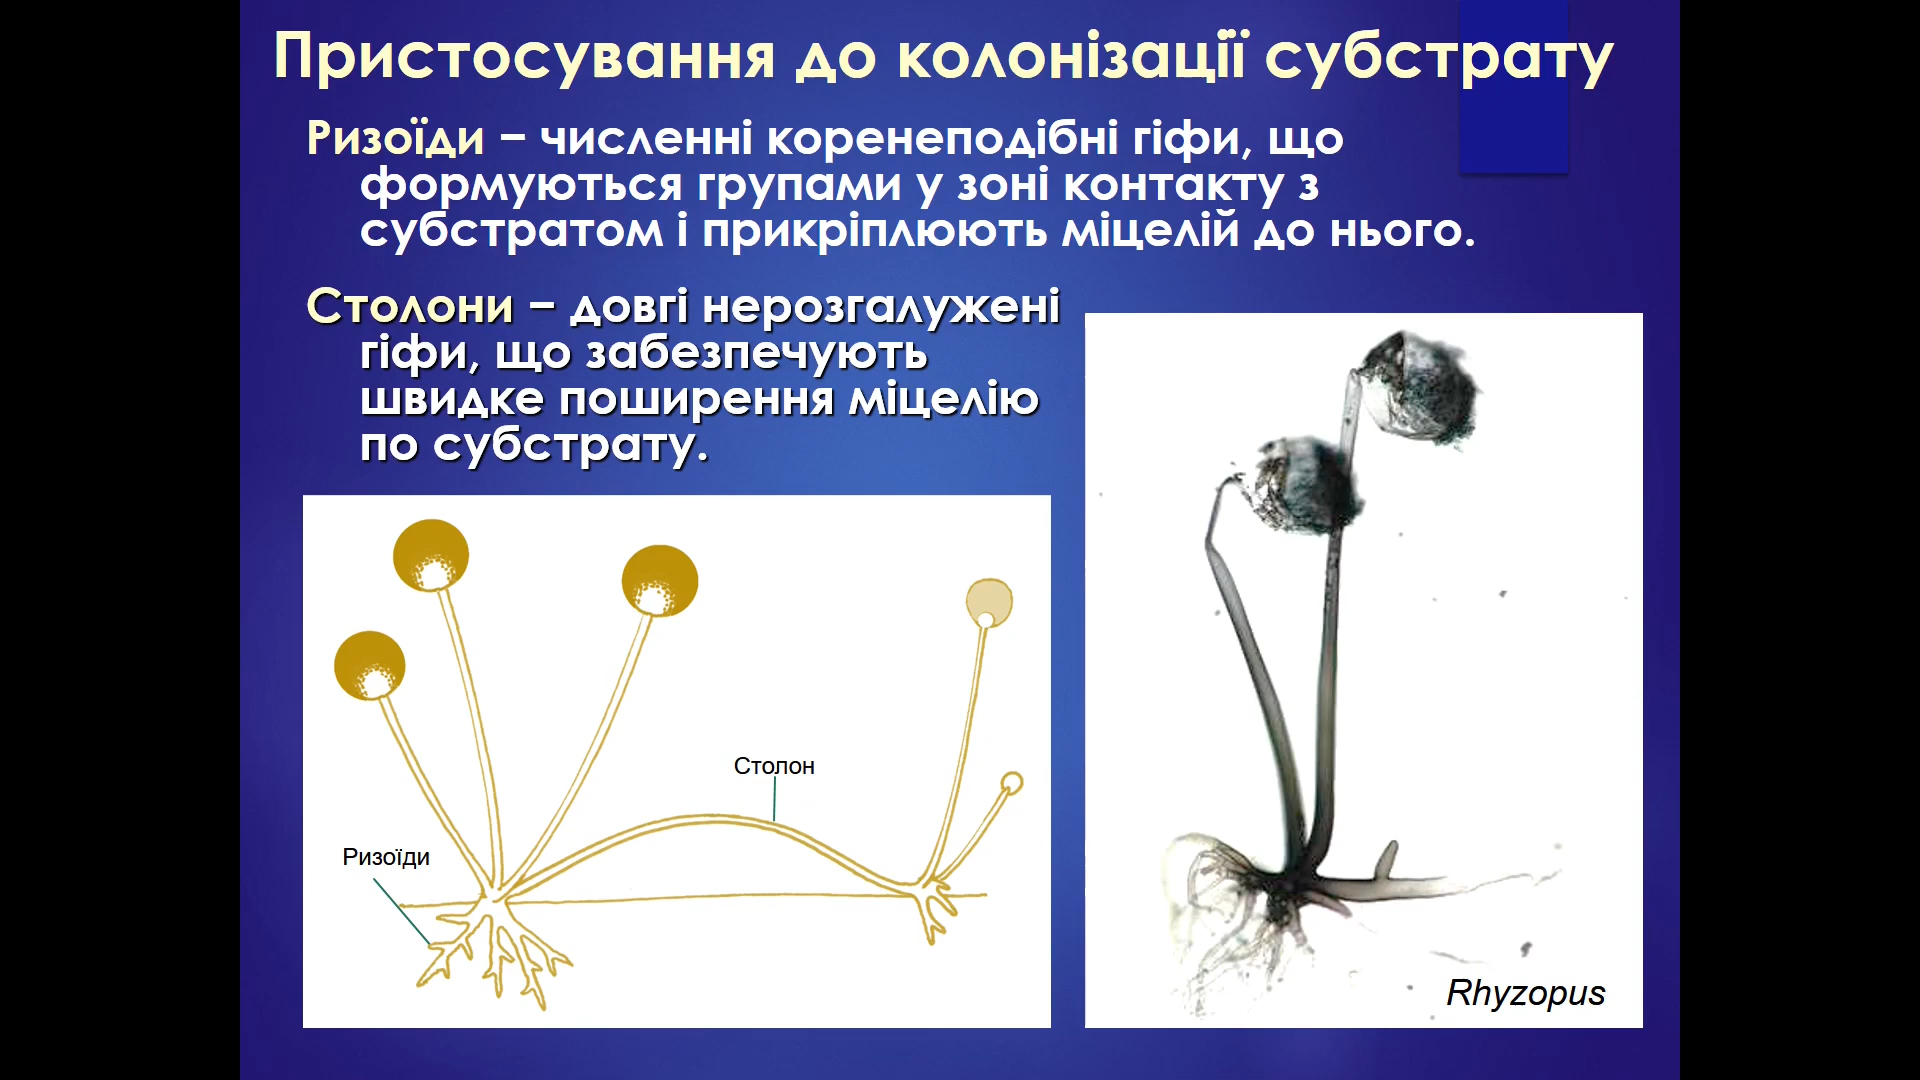 Пристосування до колонізації субстрату
Ризоїди – численні коренеподібні гіфи, що
формуються групами у зоні контакту з
субстратом і прикріплюють міцелій до нього.
Столони – довгі нерозгалужені
гіфи, що забезпечують
швидке поширення міцелію
по субстрату.
Столон
Ризоїди
Rhyzopus